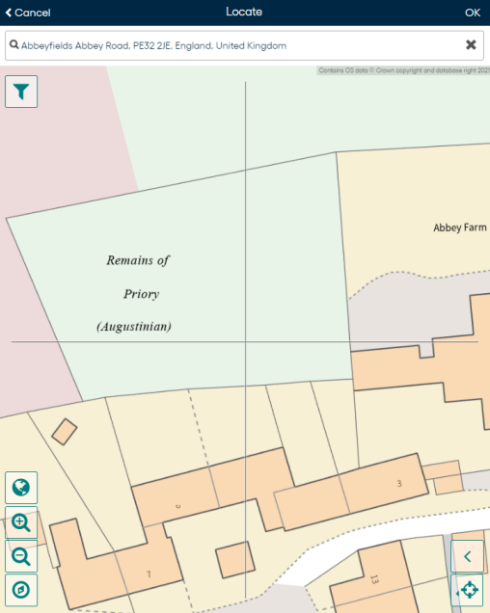 Cancel
Locate
OK
Abbeyfields Abbey Road, PE32 2JE, England, United Kingdom
Contains OS data © Crown copyright and database right 202
Abbey Farm
Remains of
Priory
(Augustinian)
3
7
13